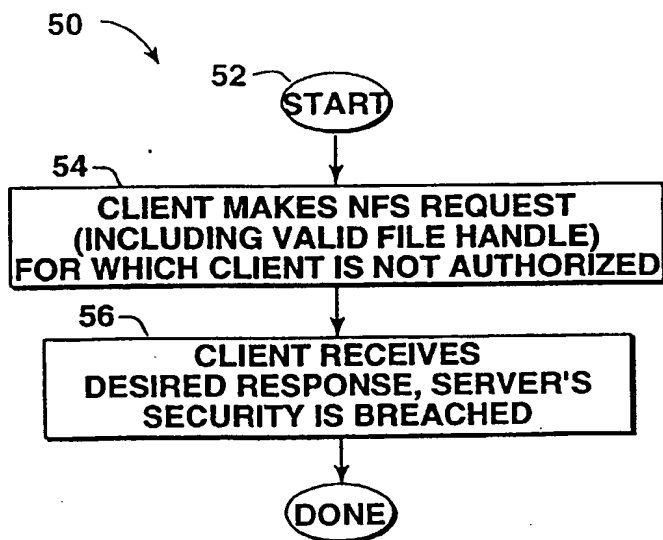 50
52
START
54
CLIENT MAKES NFS REQUEST
(INCLUDING VALID FILE HANDLE)
FOR WHICH CLIENT IS NOT AUTHORIZED
56
CLIENT RECEIVES
DESIRED RESPONSE, SERVER'S
SECURITY IS BREACHED
DONE